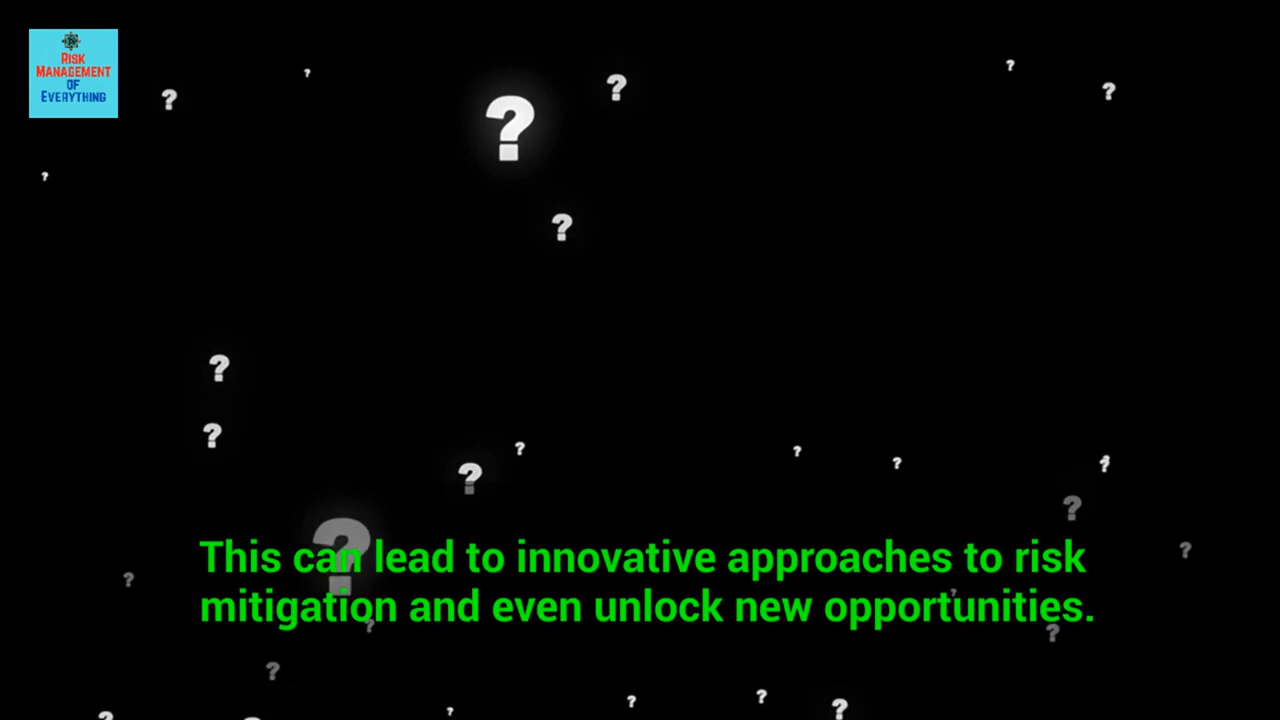 Risk
Management
of
Everything
This can lead to innovative approaches to risk
mitigation and even unlock new opportunities.